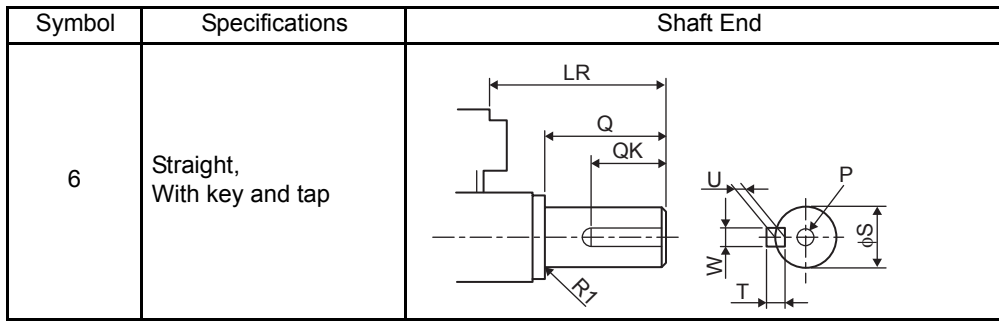 Symbol
Specifications
Shaft End
6
Straight,
With key and tap
LR
Q
QK
R1
U
P
W
T
φS